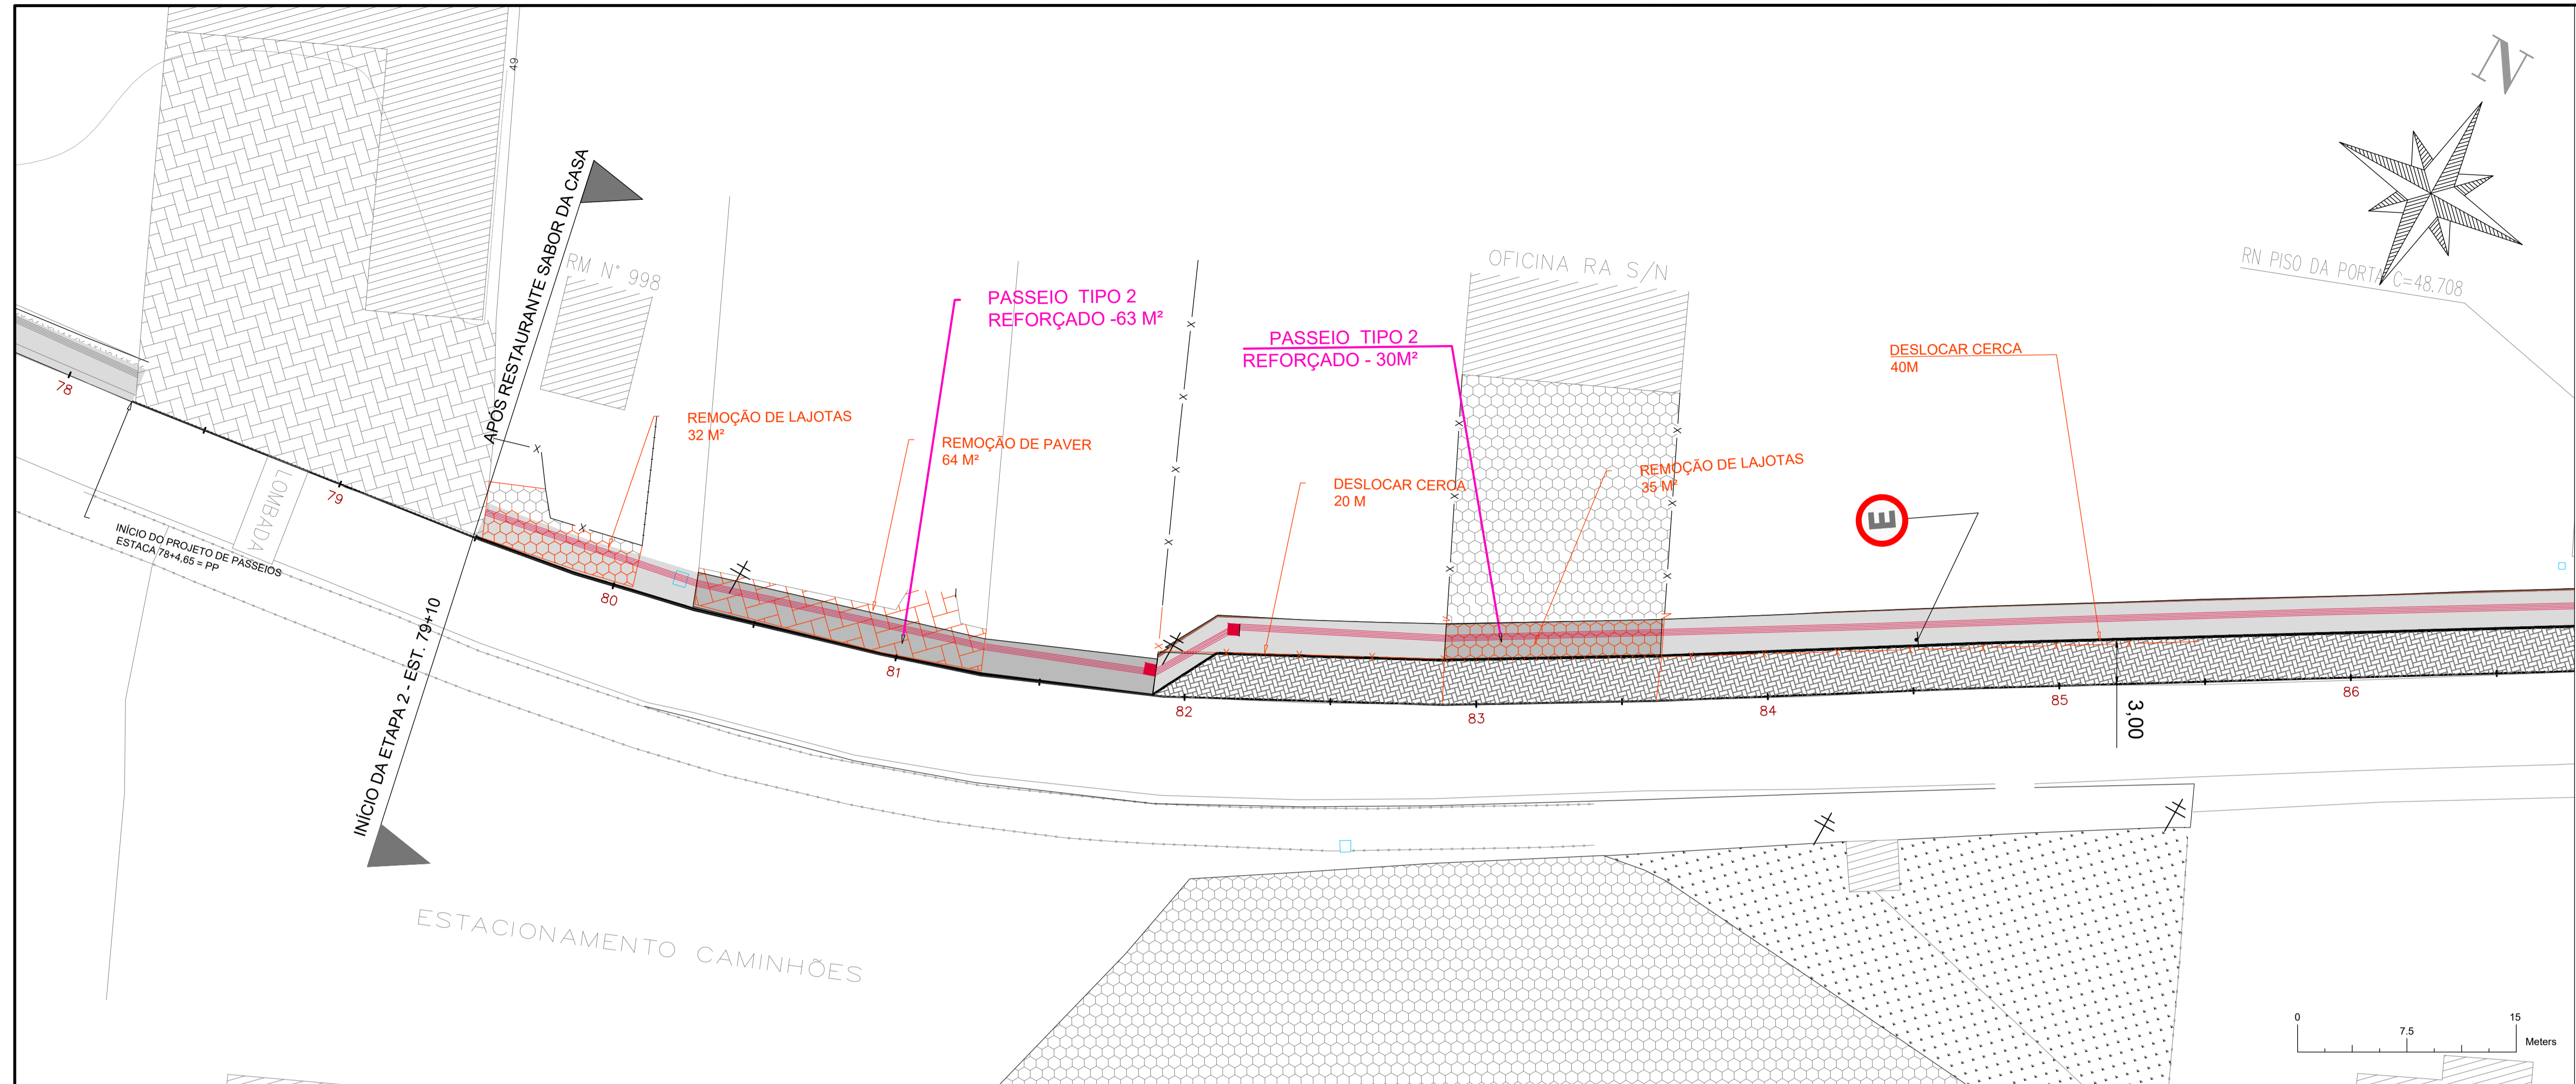 N
49
APÓS RESTAURANTE SABOR DA CASA
RM N° 998
OFICINA RA S/N
RN PISO DA PORTA C=48.708
PASSEIO TIPO 2
REFORÇADO -63 M²
PASSEIO TIPO 2
REFORÇADO - 30M²
DESLOCAR CERCA
40M
REMOÇÃO DE LAJOTAS
32 M²
REMOÇÃO DE PAVER
64 M²
DESLOCAR CERCA
20 M
REMOÇÃO DE LAJOTAS
35 M²
E
78
79
80
81
82
83
84
85
86
LOMBADA
INÍCIO DO PROJETO DE PASSEIOS
ESTACA 78+4,65 = PP
INÍCIO DA ETAPA 2 - EST. 79+10
3,00
ESTACIONAMENTO CAMINHÕES
0
7.5
15
Meters